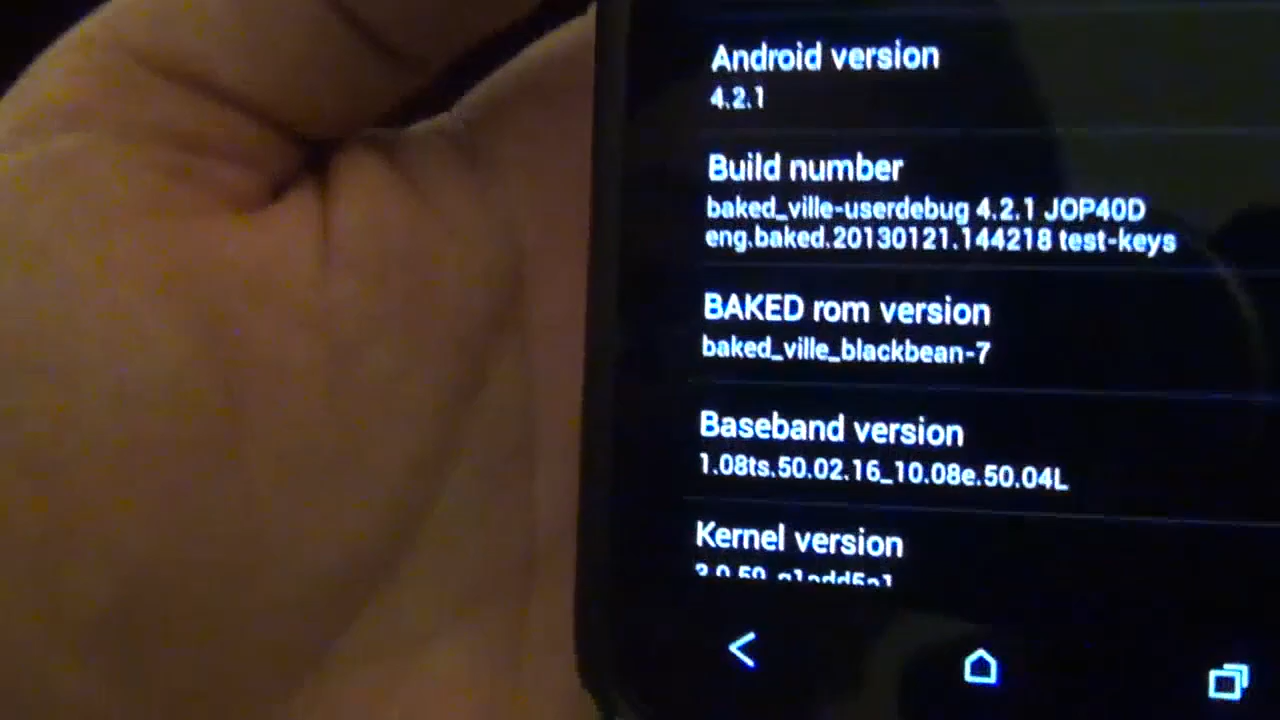 Android version
4.2.1
Build number
baked_ville-userdebug 4.2.1 JOP40D
eng.baked.20130121.144218 test-keys
BAKED rom version
baked_ville_blackbean-7
Baseband version
1.08ts.50.02.16_10.08e.50.04L
Kernel version